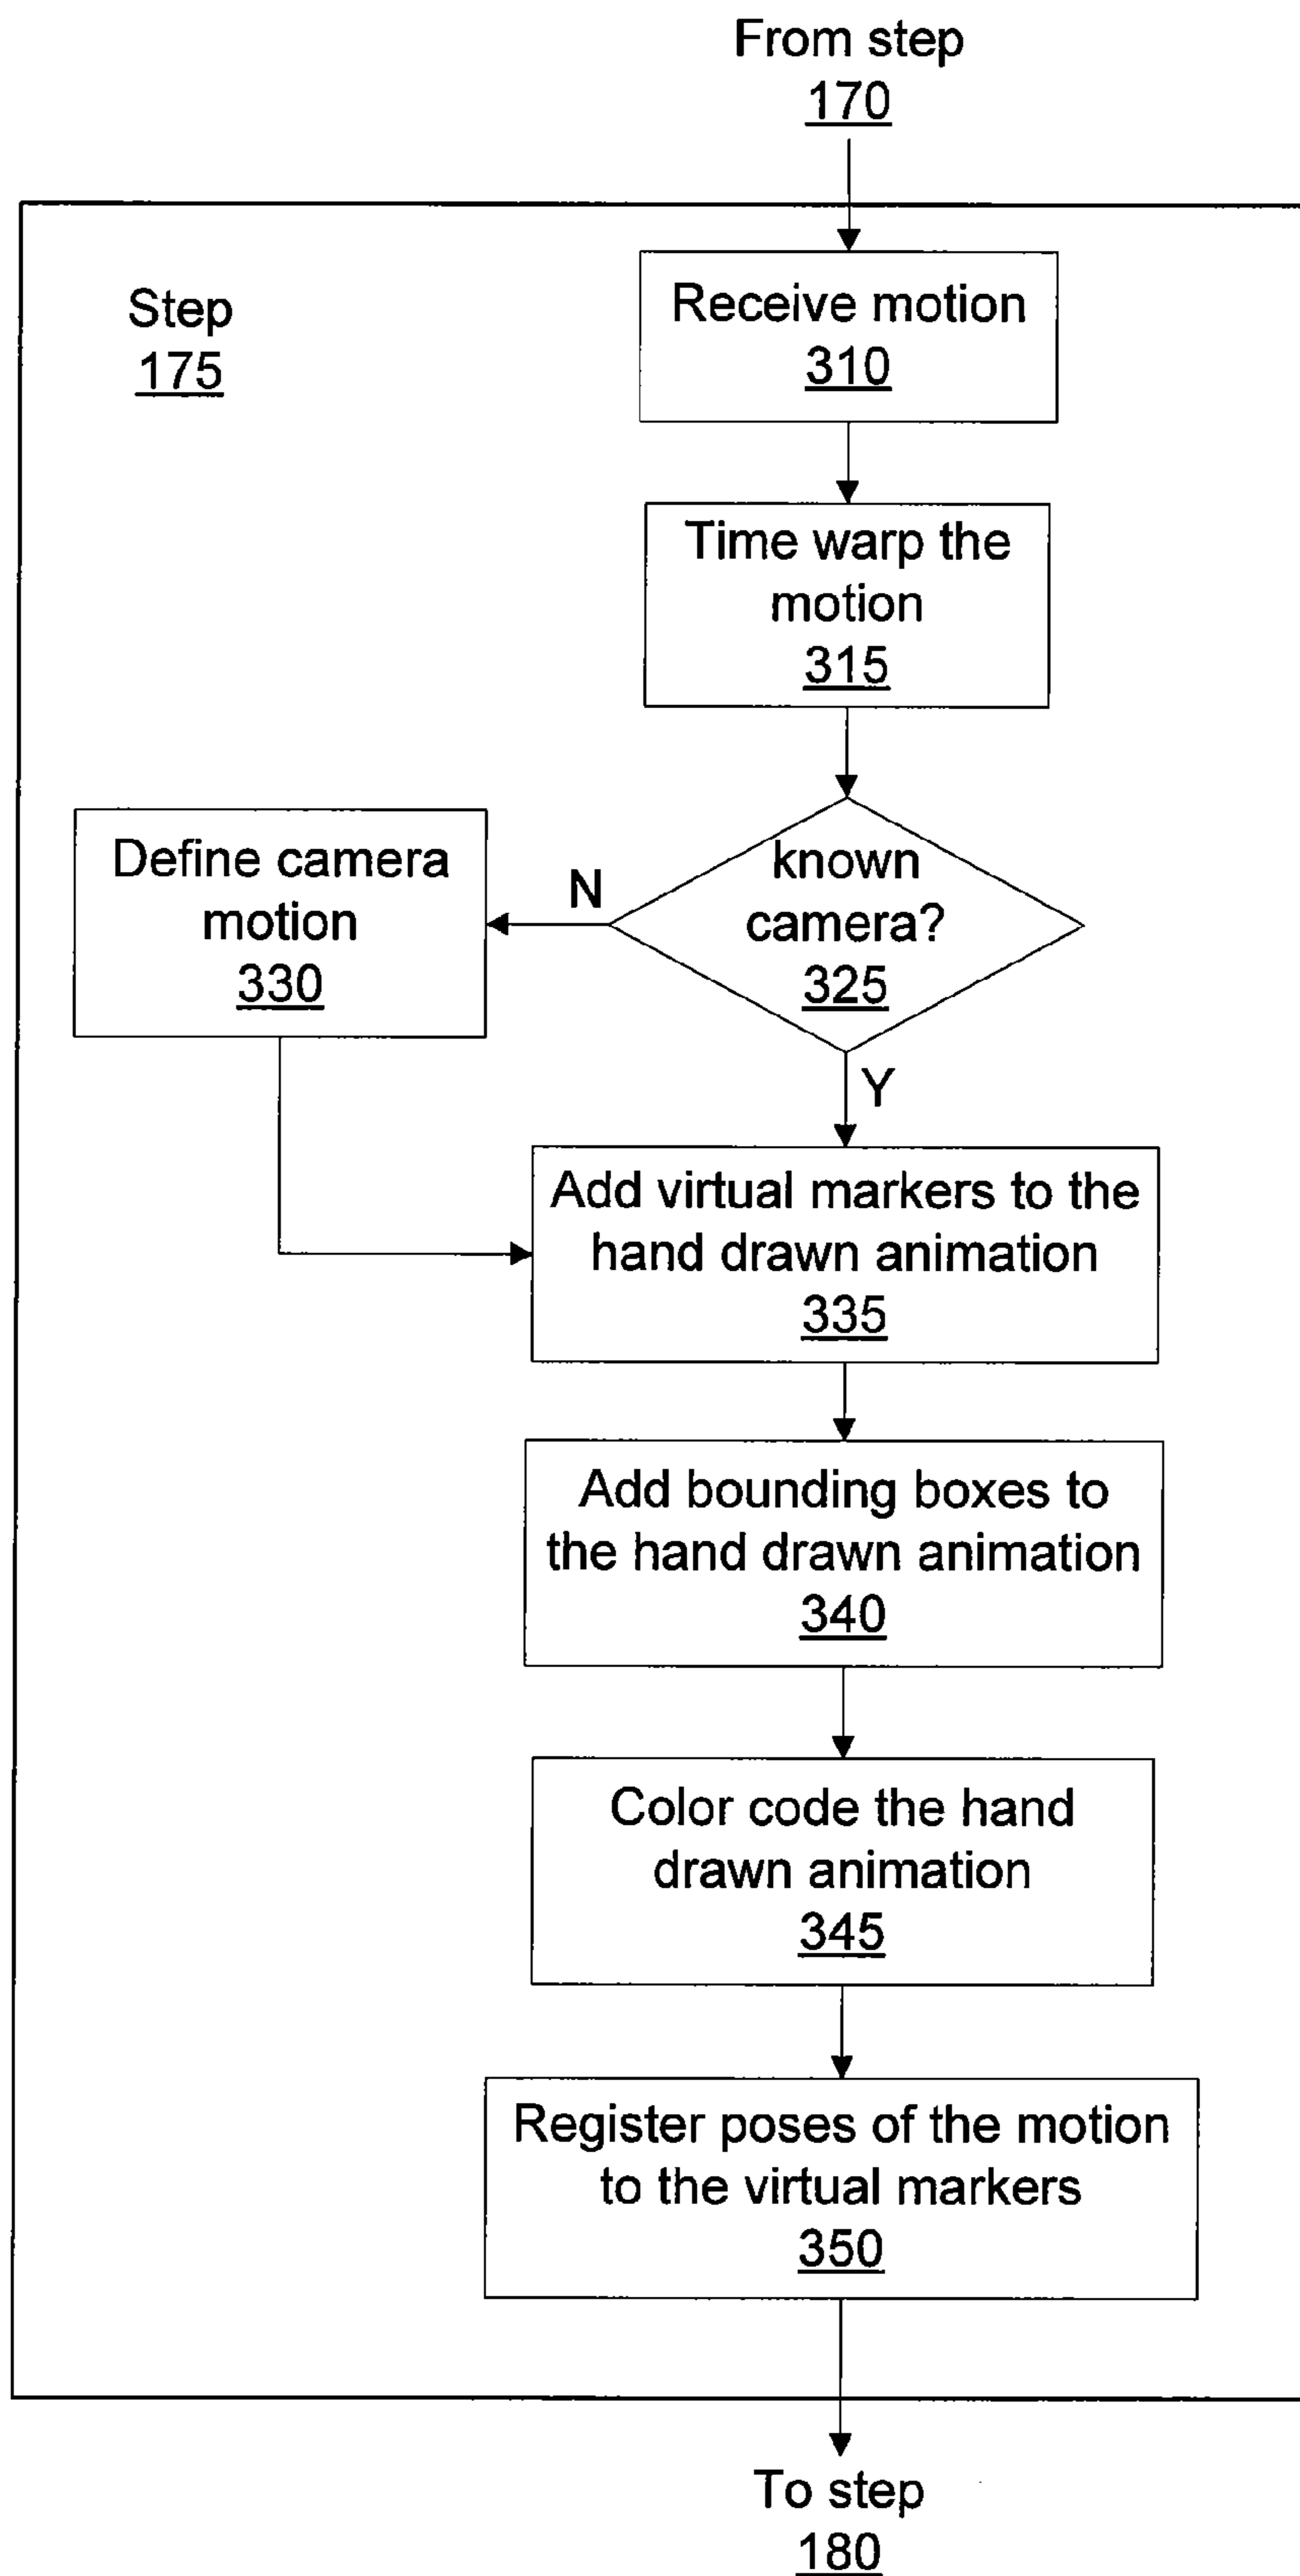 From step
170
Step
175
Receive motion
310
Time warp the
motion
315
known
camera?
325
N
Define camera
motion
330
Y
Add virtual markers to the
hand drawn animation
335
Add bounding boxes to
the hand drawn animation
340
Color code the hand
drawn animation
345
Register poses of the motion
to the virtual markers
350
To step
180